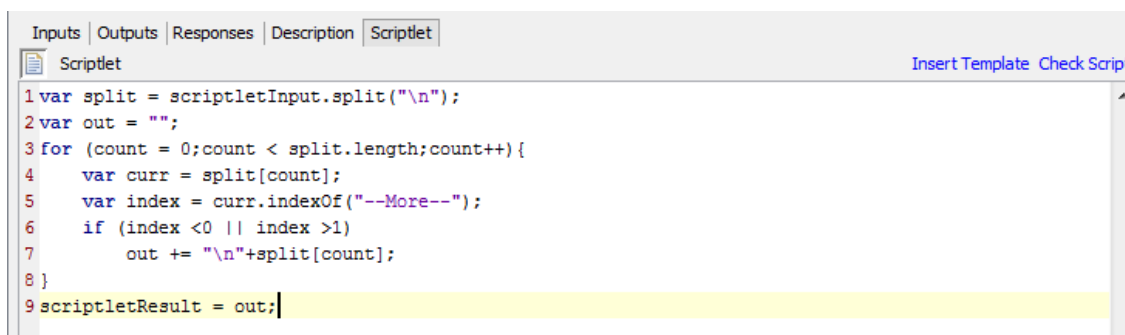 Inputs Outputs Responses Description Scriptlet
Scriptlet Insert Template Check Scrip
1 var split = scriptletInput.split("\n");
2 var out = "";
3 for (count = 0;count < split.length;count++){
4 var curr = split[count];
5 var index = curr.indexOf("--More--");
6 if (index <0 || index >1)
7 out += "\n"+split[count];
8 }
9 scriptletResult = out;